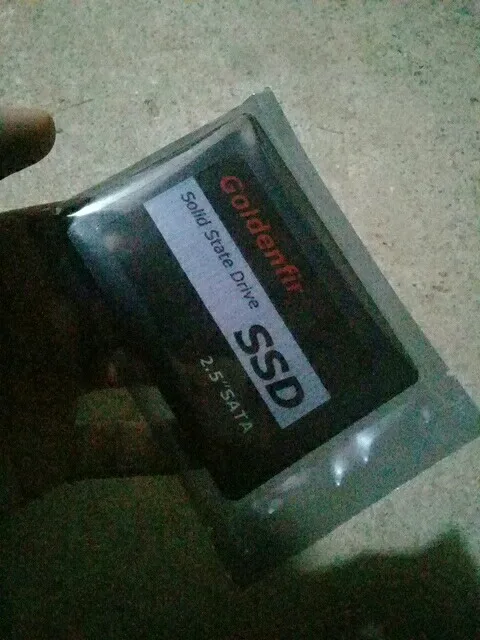 Goldenfir
Solid State Drive
SSD
2.5"SATA